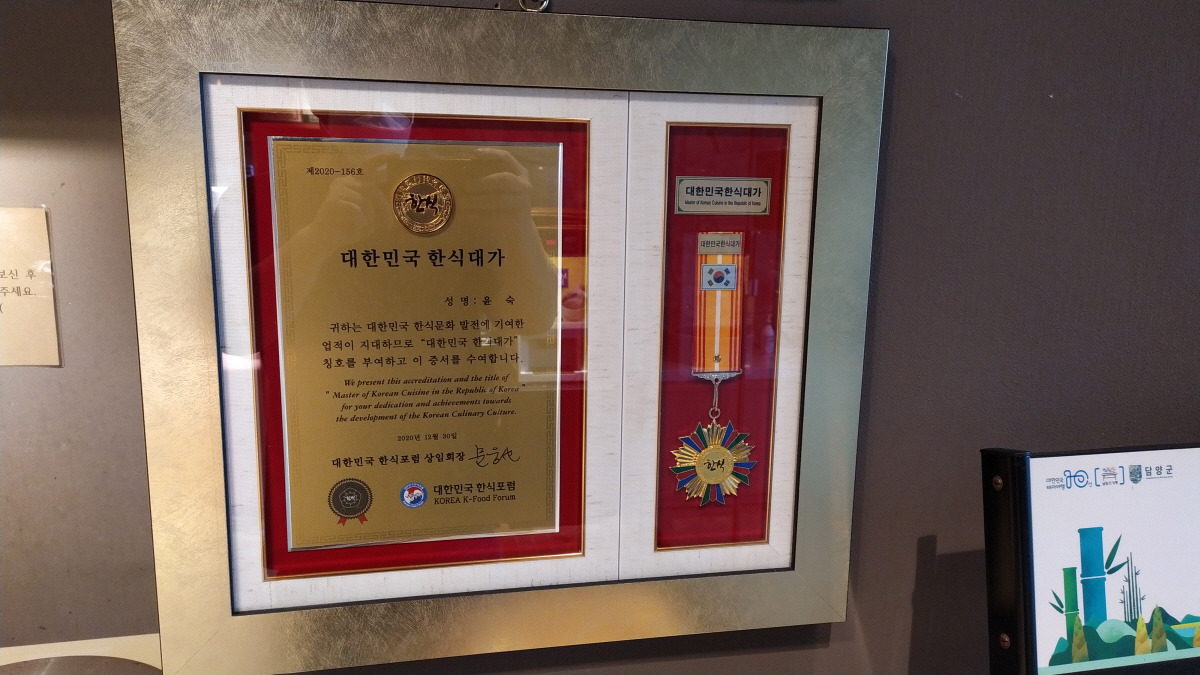 제2020-156호
한식
대한민국 한식대가
성 명 : 윤 숙
귀하는 대한민국 한식문화 발전에 기여한
업적이 지대하므로 "대한민국 한식대가"
칭호를 부여하고 이 증서를 수여합니다.
We present this accreditation and the title of
" Master of Korean Cuisine in the Republic of Korea "
for your dedication and achievements towards
the development of the Korean Culinary Culture.
2020년 12월 30일
대한민국 한식포럼 상임회장
대한민국 한식포럼
KOREA K-Food Forum
대한민국한식대가
Master of Korean Cuisine in the Republic of Korea
대한민국한식대가
한식
보신 후
주세요.
담양군